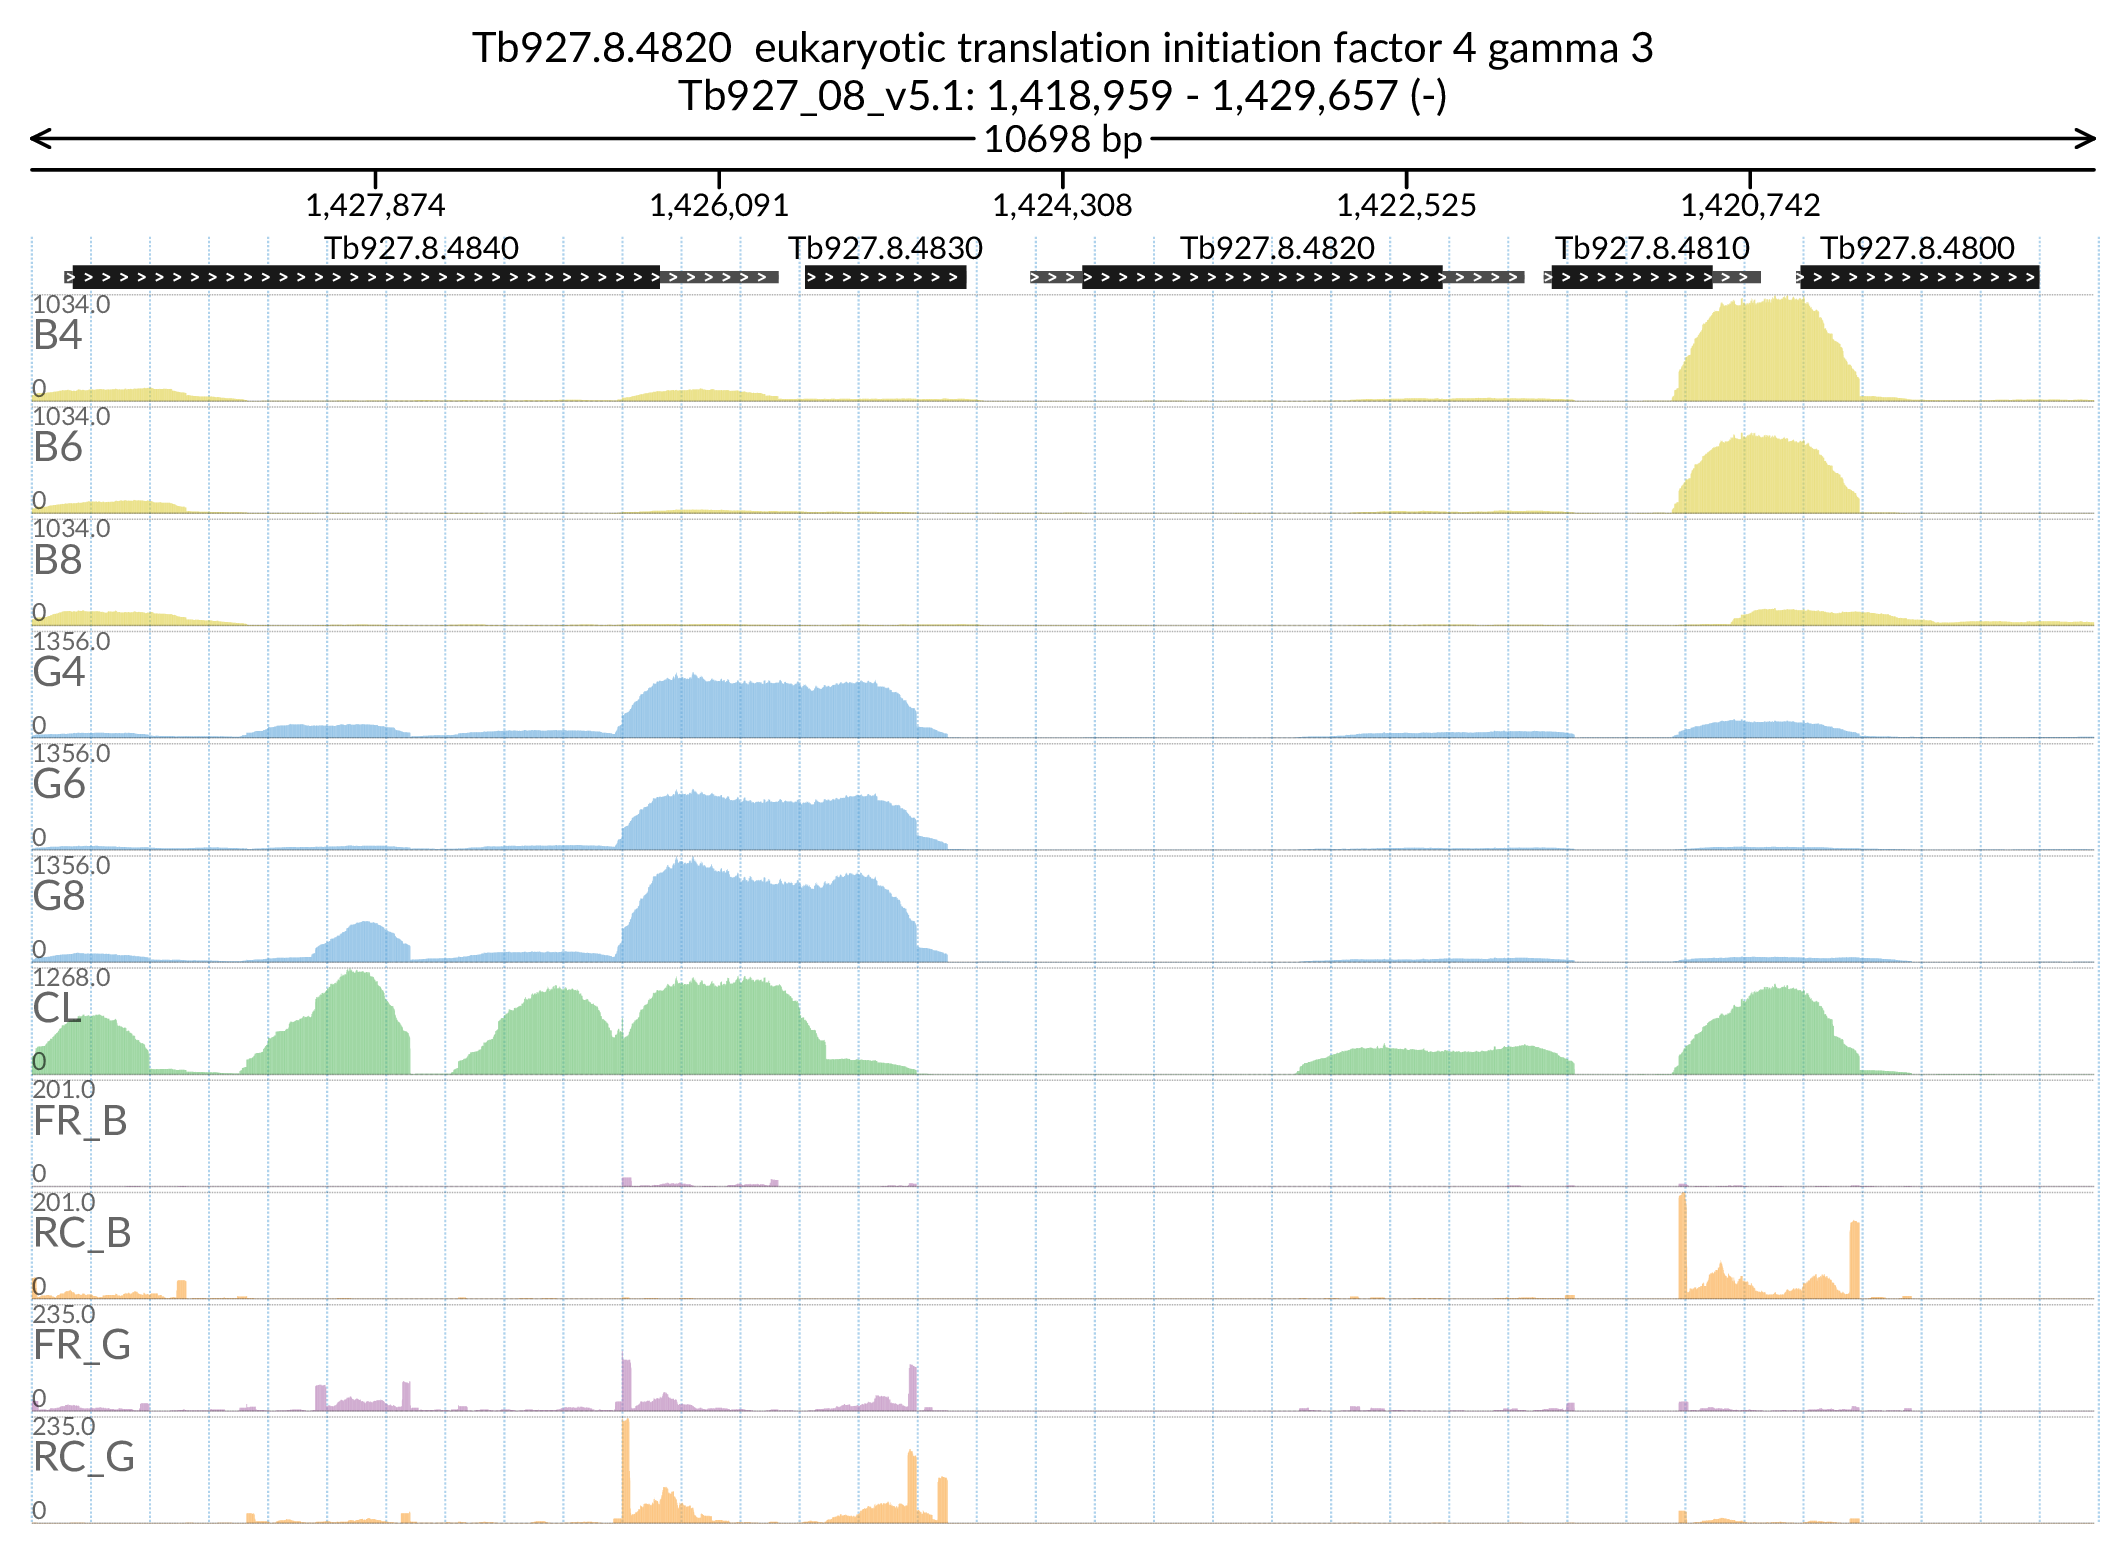 Tb927.8.4820  eukaryotic translation initiation factor 4 gamma 3
Tb927_08_v5.1: 1,418,959 - 1,429,657 (-)
10698 bp
1,427,874 1,426,091 1,424,308 1,422,525 1,420,742
Tb927.8.4840 Tb927.8.4830 Tb927.8.4820 Tb927.8.4810 Tb927.8.4800
1034.0
B4
0
1034.0
B6
0
1034.0
B8
0
1356.0
G4
0
1356.0
G6
0
1356.0
G8
0
1268.0
CL
0
201.0
FR_B
0
201.0
RC_B
0
235.0
FR_G
0
235.0
RC_G
0